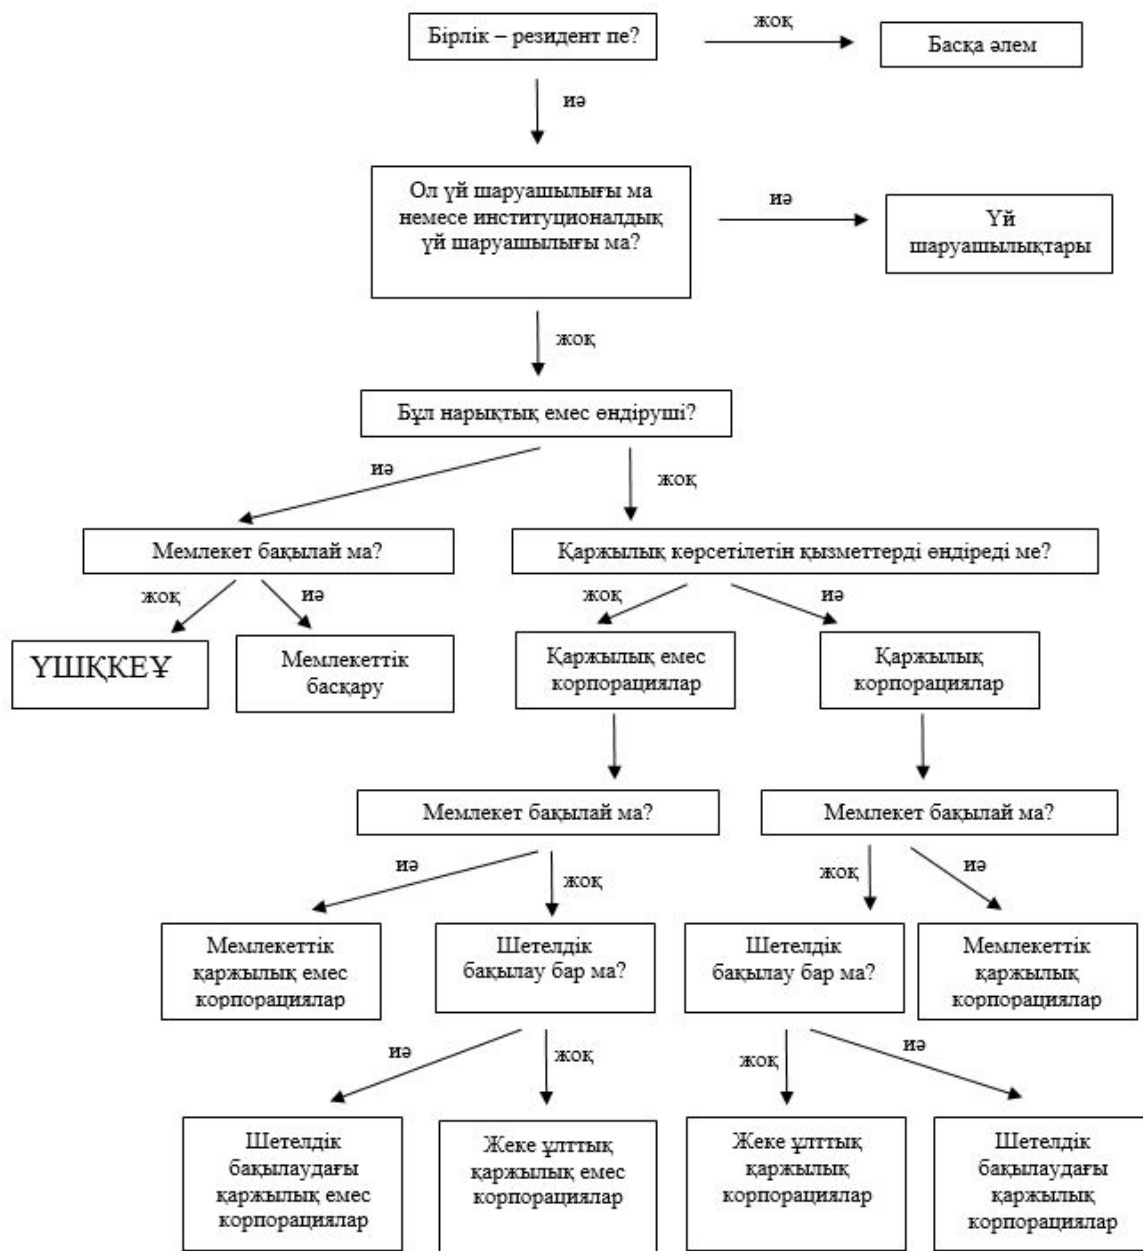 Бірлік – резидент пе?
жоқ
Басқа әлем
иә
Ол үй шаруашылығы ма
немесе институционалдық
үй шаруашылығы ма?
иә
Үй
шаруашылықтары
жоқ
Бұл нарықтық емес өндіруші?
иә
жоқ
Мемлекет бақылай ма?
Қаржылық көрсетілетін қызметтерді өндіреді ме?
жоқ
иә
жоқ
иә
ҮШҚКЕҰ
Мемлекеттік
басқару
Қаржылық емес
корпорациялар
Қаржылық
корпорациялар
Мемлекет бақылай ма?
Мемлекет бақылай ма?
иә
жоқ
жоқ
иә
Мемлекеттік
қаржылық емес
корпорациялар
Шетелдік
бақылау бар ма?
Шетелдік
бақылау бар ма?
Мемлекеттік
қаржылық
корпорациялар
иә
жоқ
жоқ
иә
Шетелдік
бақылаудағы
қаржылық емес
корпорациялар
Жеке ұлттық
қаржылық емес
корпорациялар
Жеке ұлттық
қаржылық
корпорациялар
Шетелдік
бақылаудағы
қаржылық
корпорациялар